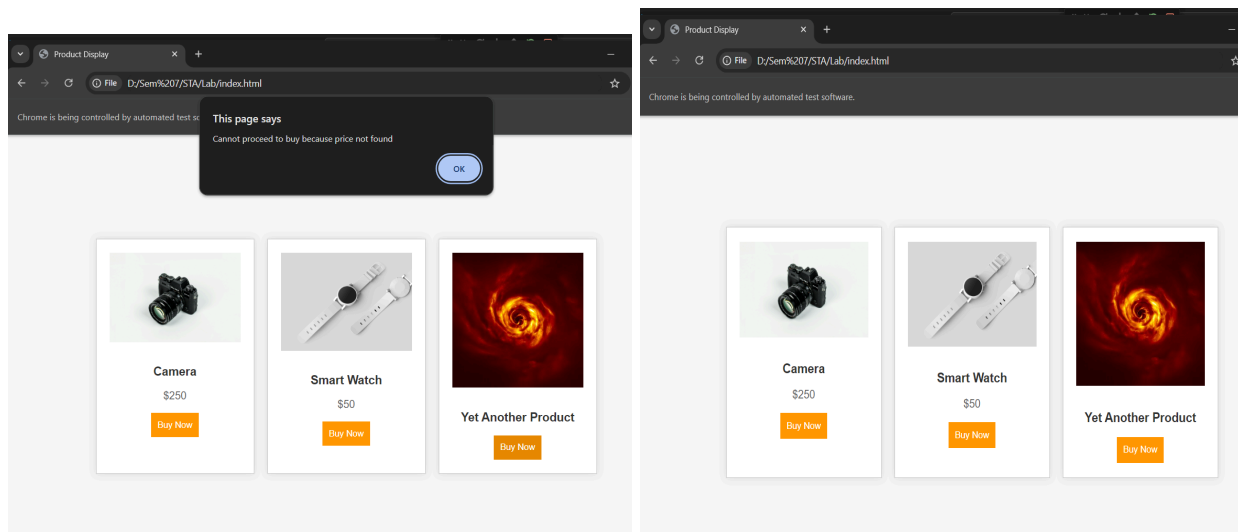 Product Display
File
D:/Sem%207/STA/Lab/index.html
Chrome is being controlled by automated test so
This page says
Cannot proceed to buy because price not found
OK
Camera
$250
Buy Now
Smart Watch
$50
Buy Now
Yet Another Product
Buy Now
Product Display
File
D:/Sem%207/STA/Lab/index.html
Chrome is being controlled by automated test software.
Camera
$250
Buy Now
Smart Watch
$50
Buy Now
Yet Another Product
Buy Now